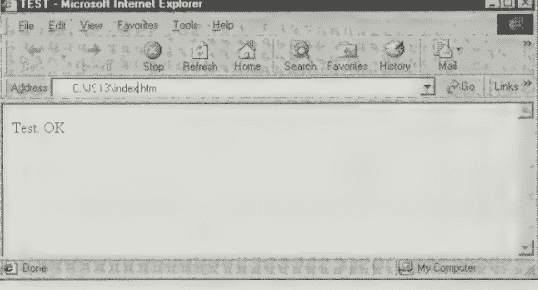 TEST - Microsoft Internet Explorer
File Edit View Favorites Tools Help
Stop Refresh Home Search Favorites History Mail
Address index.htm Go Links »
Test. OK
Done My Computer